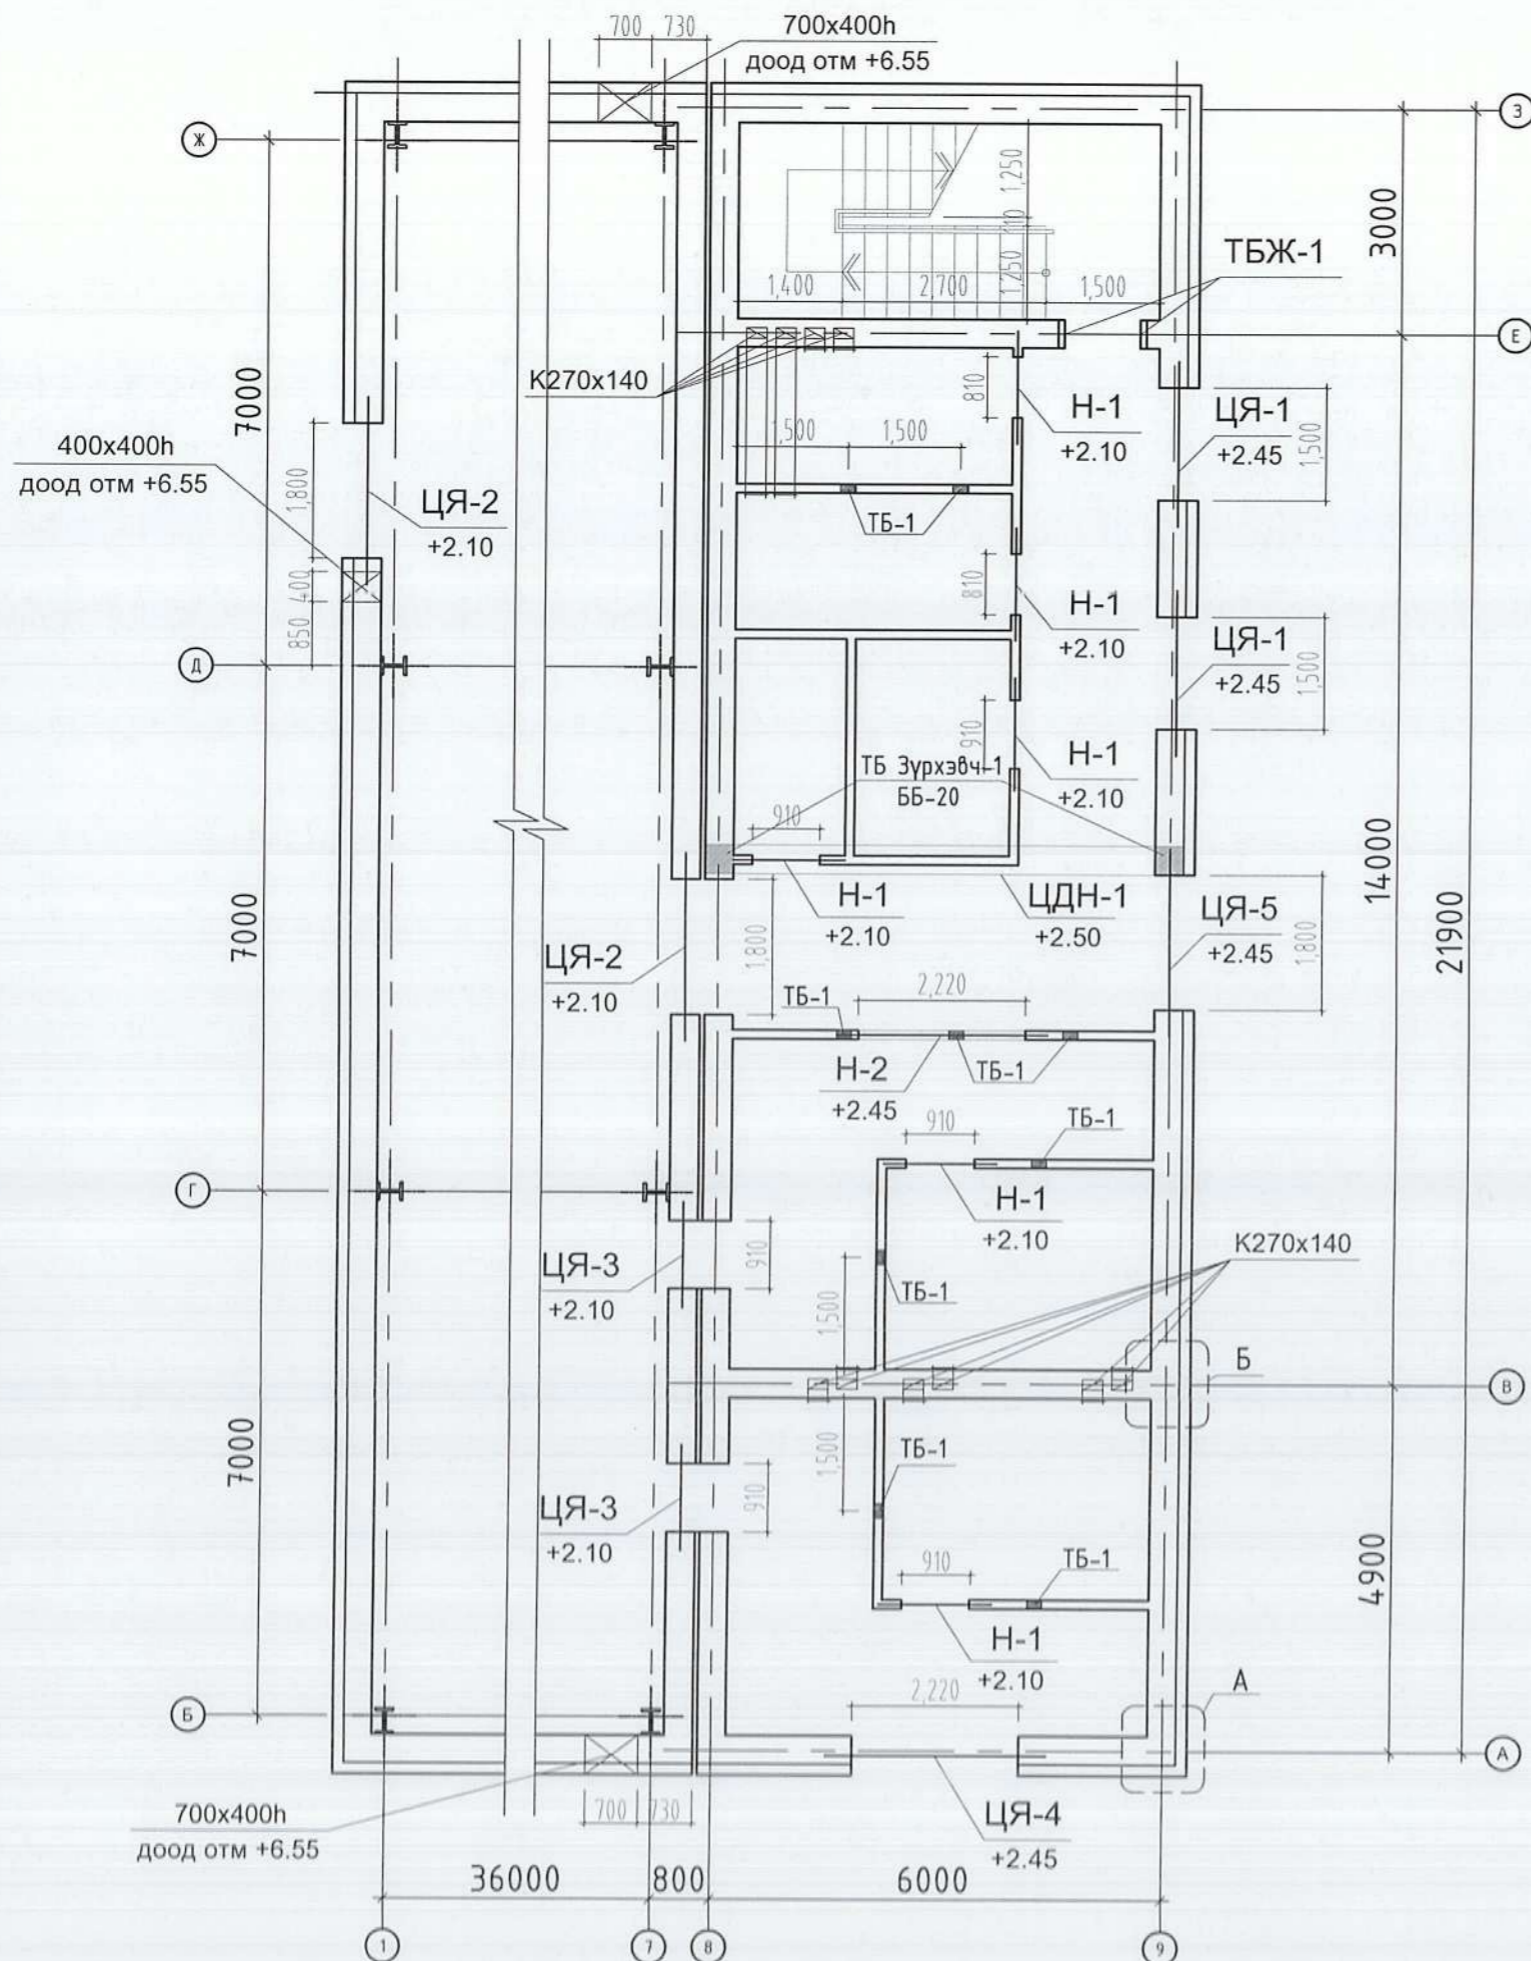 700
730
700x400h
доод отм +6.55
Ж
З
1,250
110
1,250
3000
ТБЖ-1
1,400
2,700
1,500
Е
7000
К270x140
810
Н-1
+2.10
ЦЯ-1
+2.45
1,500
400x400h
доод отм +6.55
1,800
ЦЯ-2
+2.10
1,500
1,500
ТБ-1
400
850
810
Н-1
+2.10
ЦЯ-1
+2.45
1,500
Д
910
Н-1
+2.10
ТБ Зүрхэвч-1
ББ-20
910
14000
21900
7000
Н-1
+2.10
ЦДН-1
+2.50
ЦЯ-5
+2.45
1,800
ЦЯ-2
+2.10
1,800
ТБ-1
2,220
Н-2
+2.45
ТБ-1
910
ТБ-1
Г
Н-1
+2.10
К270x140
ЦЯ-3
+2.10
910
ТБ-1
1,500
Б
В
7000
1,500
ТБ-1
ЦЯ-3
+2.10
910
910
ТБ-1
4900
Н-1
+2.10
Б
2,220
А
А
700x400h
доод отм +6.55
700
730
ЦЯ-4
+2.45
36000
800
6000
1
7
8
9